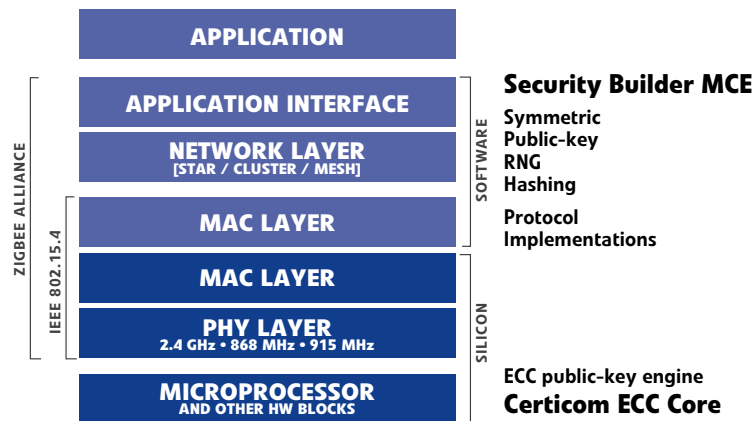 APPLICATION
APPLICATION INTERFACE
NETWORK LAYER
[STAR / CLUSTER / MESH]
MAC LAYER
MAC LAYER
PHY LAYER
2.4 GHz • 868 MHz • 915 MHz
MICROPROCESSOR
AND OTHER HW BLOCKS
ZIGBEE ALLIANCE
IEEE 802.15.4
SOFTWARE
SILICON
Security Builder MCE
Symmetric
Public-key
RNG
Hashing
Protocol
Implementations
ECC public-key engine
Certicom ECC Core